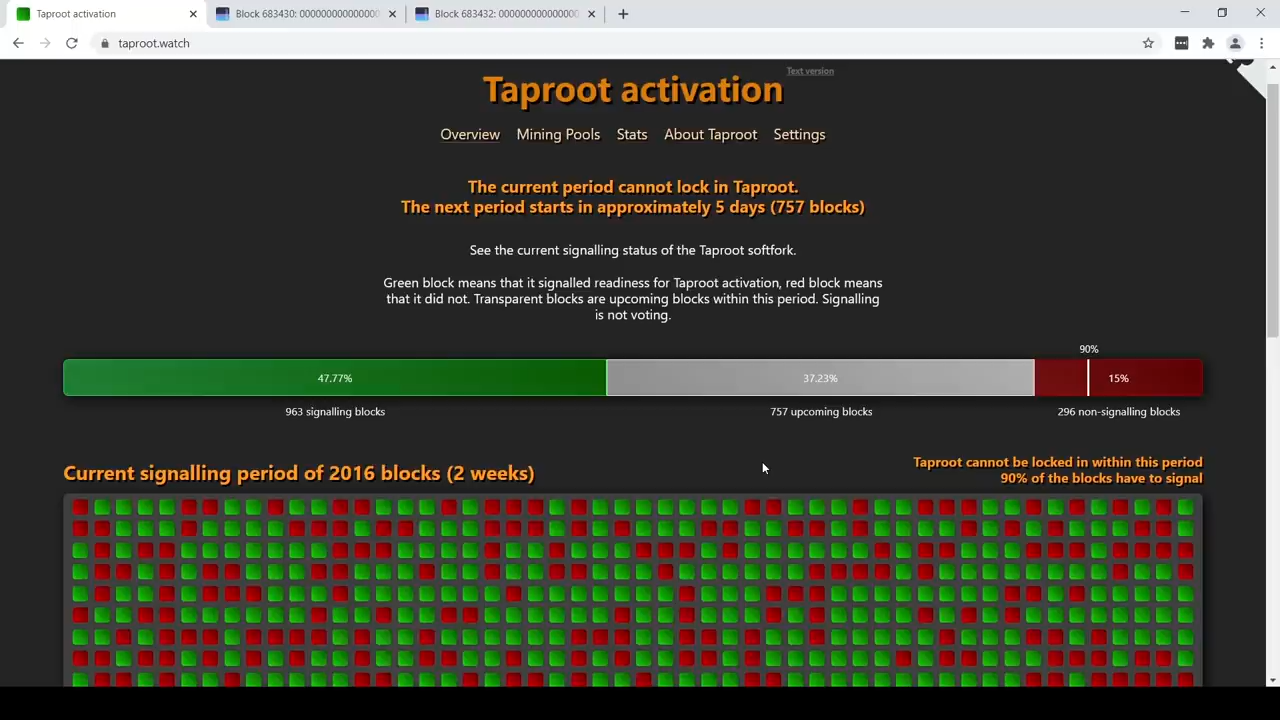 Taproot activation
Block 683430: 000000000000000
Block 683432: 000000000000000
taproot.watch
Text version
Taproot activation
Overview Mining Pools Stats About Taproot Settings
The current period cannot lock in Taproot.
The next period starts in approximately 5 days (757 blocks)
See the current signalling status of the Taproot softfork.
Green block means that it signalled readiness for Taproot activation, red block means
that it did not. Transparent blocks are upcoming blocks within this period. Signalling
is not voting.
90%
47.77%
37.23%
15%
963 signalling blocks
757 upcoming blocks
296 non-signalling blocks
Current signalling period of 2016 blocks (2 weeks)
Taproot cannot be locked in within this period
90% of the blocks have to signal